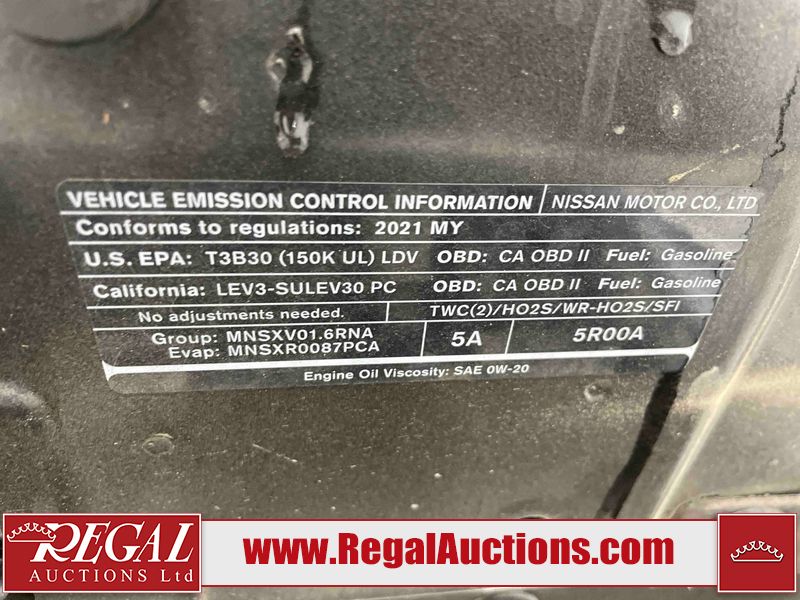 VEHICLE EMISSION CONTROL INFORMATION NISSAN MOTOR CO., LTD
Conforms to regulations: 2021 MY
U.S. EPA: T3B30 (150K UL) LDV OBD: CA OBD II Fuel: Gasoline
California: LEV3-SULEV30 PC OBD: CA OBD II Fuel: Gasoline
No adjustments needed. TWC(2)/HO2S/WR-HO2S/SFI
Group: MNSXV01.6RNA
Evap: MNSXR0087PCA
5A 5R00A
Engine Oil Viscosity: SAE 0W-20
REGAL
AUCTIONS Ltd
www.RegalAuctions.com